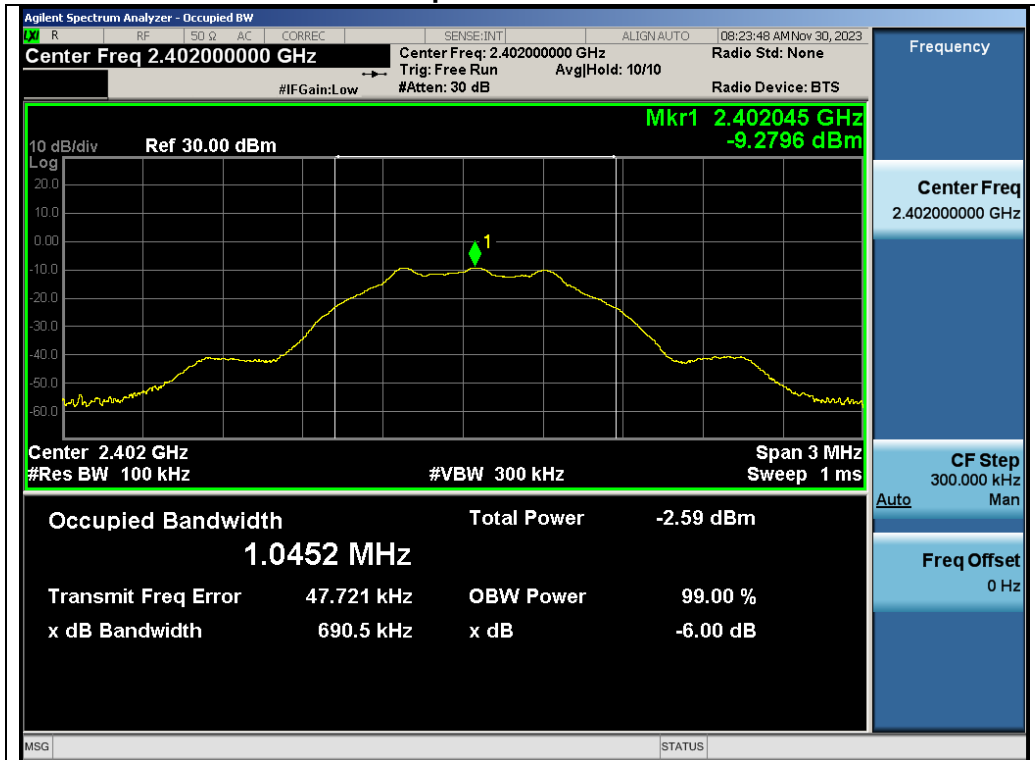 Agilent Spectrum Analyzer - Occupied BW
LXI R RF 50 Ω AC CORREC SENSE:INT ALIGN AUTO 08:23:48 AM Nov 30, 2023
Center Freq 2.402000000 GHz
Center Freq: 2.402000000 GHz
Radio Std: None
Trig: Free Run Avg|Hold: 10/10
#IFGain:Low
#Atten: 30 dB
Radio Device: BTS
Mkr1 2.402045 GHz
-9.2796 dBm
10 dB/div Ref 30.00 dBm
Log
20.0
10.0
0.00
-10.0
-20.0
-30.0
-40.0
-50.0
-60.0
1
Center 2.402 GHz
Span 3 MHz
#Res BW 100 kHz
#VBW 300 kHz
Sweep 1 ms
Occupied Bandwidth
1.0452 MHz
Total Power -2.59 dBm
Transmit Freq Error 47.721 kHz
OBW Power 99.00 %
x dB Bandwidth 690.5 kHz
x dB -6.00 dB
Frequency
Center Freq
2.402000000 GHz
CF Step
300.000 kHz
Auto Man
Freq Offset
0 Hz
MSG
STATUS